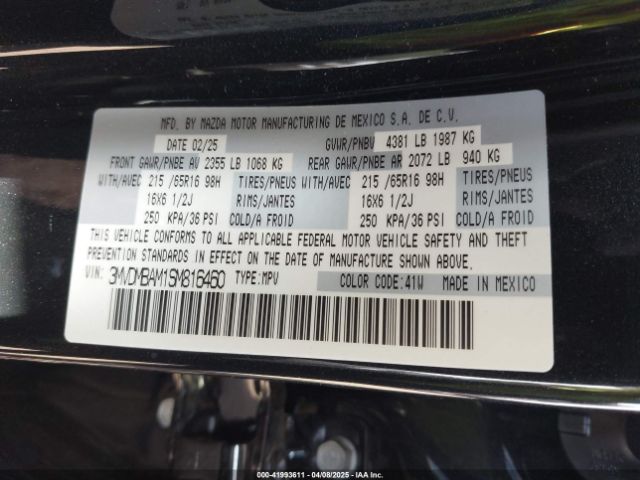 MFD. BY MAZDA MOTOR MANUFACTURING DE MEXICO S.A. DE C.V.
DATE 02/25 GVWR/PNBV 4381 LB 1987 KG
FRONT GAWR/PNBE AV 2355 LB 1068 KG REAR GAWR/PNBE AR 2072 LB 940 KG
WITH/AVEC 215 /65R16 98H TIRES/PNEUS WITH/AVEC 215 /65R16 98H TIRES/PNEUS
16X6 1/2J RIMS/JANTES 16X6 1/2J RIMS/JANTES
250 KPA/36 PSI COLD/A FROID 250 KPA/36 PSI COLD/A FROID
THIS VEHICLE CONFORMS TO ALL APPLICABLE FEDERAL MOTOR VEHICLE SAFETY AND THEFT
PREVENTION STANDARDS IN EFFECT ON THE DATE OF MANUFACTURE SHOWN ABOVE.
VIN: 3MVDMBAM1SM816460 TYPE:MPV COLOR CODE:41W MADE IN MEXICO
000-41993611 - 04/08/2025 - IAA Inc.